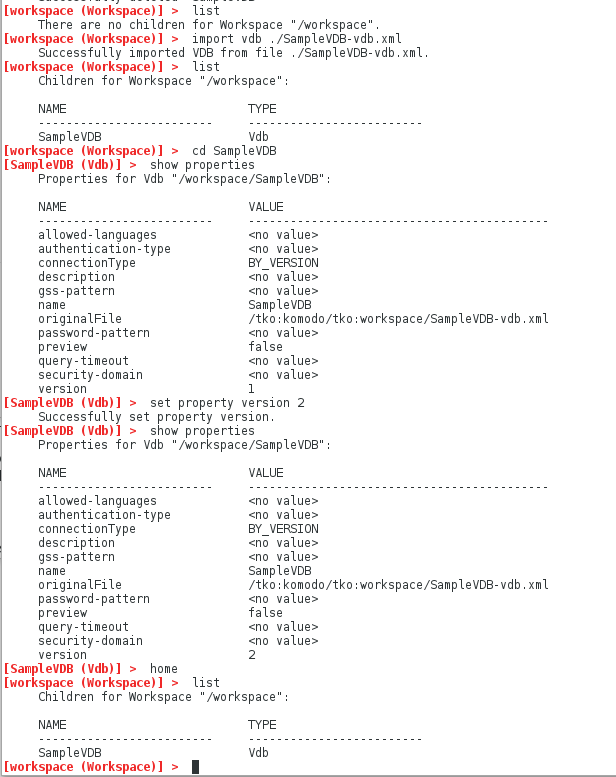 [workspace (Workspace)] >  list
     There are no children for Workspace "/workspace".
[workspace (Workspace)] >  import vdb ./SampleVDB-vdb.xml
     Successfully imported VDB from file ./SampleVDB-vdb.xml.
[workspace (Workspace)] >  list
     Children for Workspace "/workspace":
     NAME                          TYPE
     -------------------------     -------------------------
     SampleVDB                     Vdb
[workspace (Workspace)] >  cd SampleVDB
[SampleVDB (Vdb)] >  show properties
     Properties for Vdb "/workspace/SampleVDB":
     NAME                          VALUE
     -------------------------     -------------------------------------------
     allowed-languages             <no value>
     authentication-type           <no value>
     connectionType                BY_VERSION
     description                   <no value>
     gss-pattern                   <no value>
     name                          SampleVDB
     originalFile                  /tko:komodo/tko:workspace/SampleVDB-vdb.xml
     password-pattern              <no value>
     preview                       false
     query-timeout                 <no value>
     security-domain               <no value>
     version                       1
[SampleVDB (Vdb)] >  set property version 2
     Successfully set property version.
[SampleVDB (Vdb)] >  show properties
     Properties for Vdb "/workspace/SampleVDB":
     NAME                          VALUE
     -------------------------     -------------------------------------------
     allowed-languages             <no value>
     authentication-type           <no value>
     connectionType                BY_VERSION
     description                   <no value>
     gss-pattern                   <no value>
     name                          SampleVDB
     originalFile                  /tko:komodo/tko:workspace/SampleVDB-vdb.xml
     password-pattern              <no value>
     preview                       false
     query-timeout                 <no value>
     security-domain               <no value>
     version                       2
[SampleVDB (Vdb)] >  home
[workspace (Workspace)] >  list
     Children for Workspace "/workspace":
     NAME                          TYPE
     -------------------------     -------------------------
     SampleVDB                     Vdb
[workspace (Workspace)] >